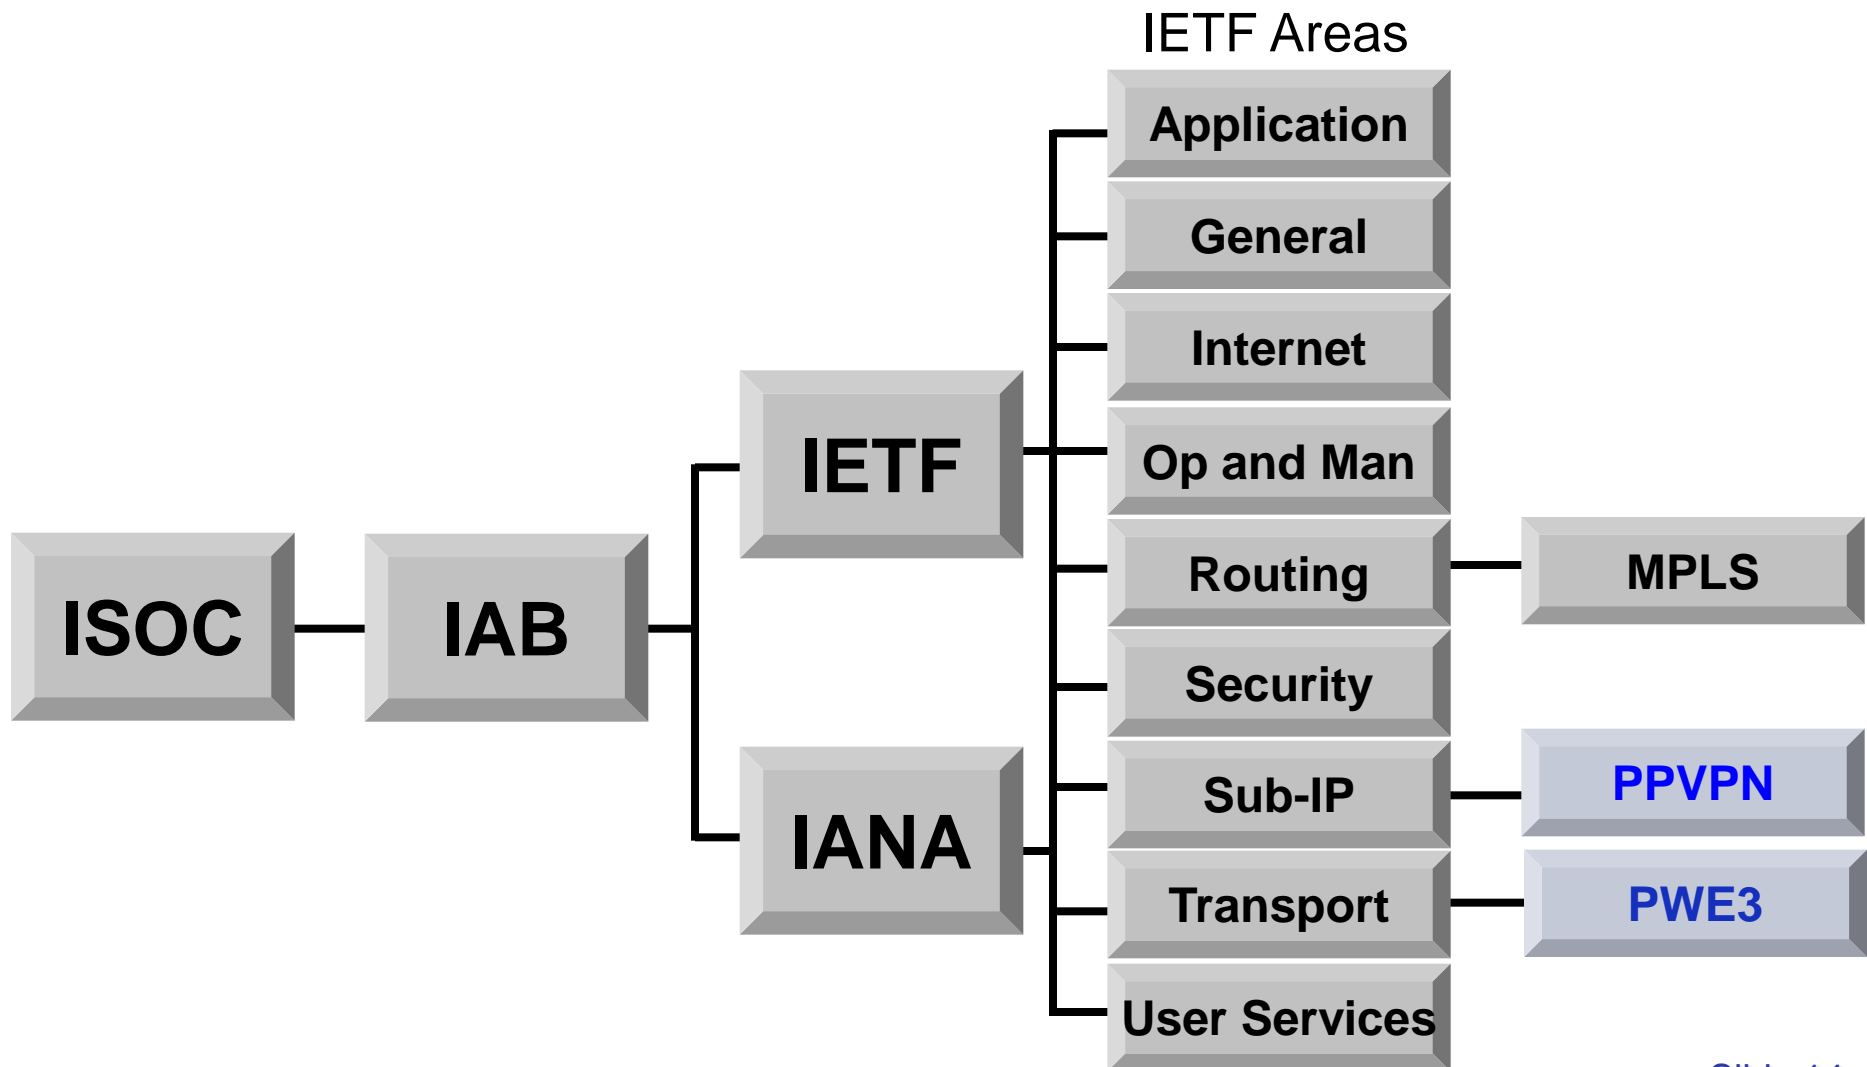 IETF Areas
Application
General
Internet
IETF
Op and Man
Routing
MPLS
ISOC
IAB
Security
Sub-IP
PPVPN
IANA
Transport
PWE3
User Services